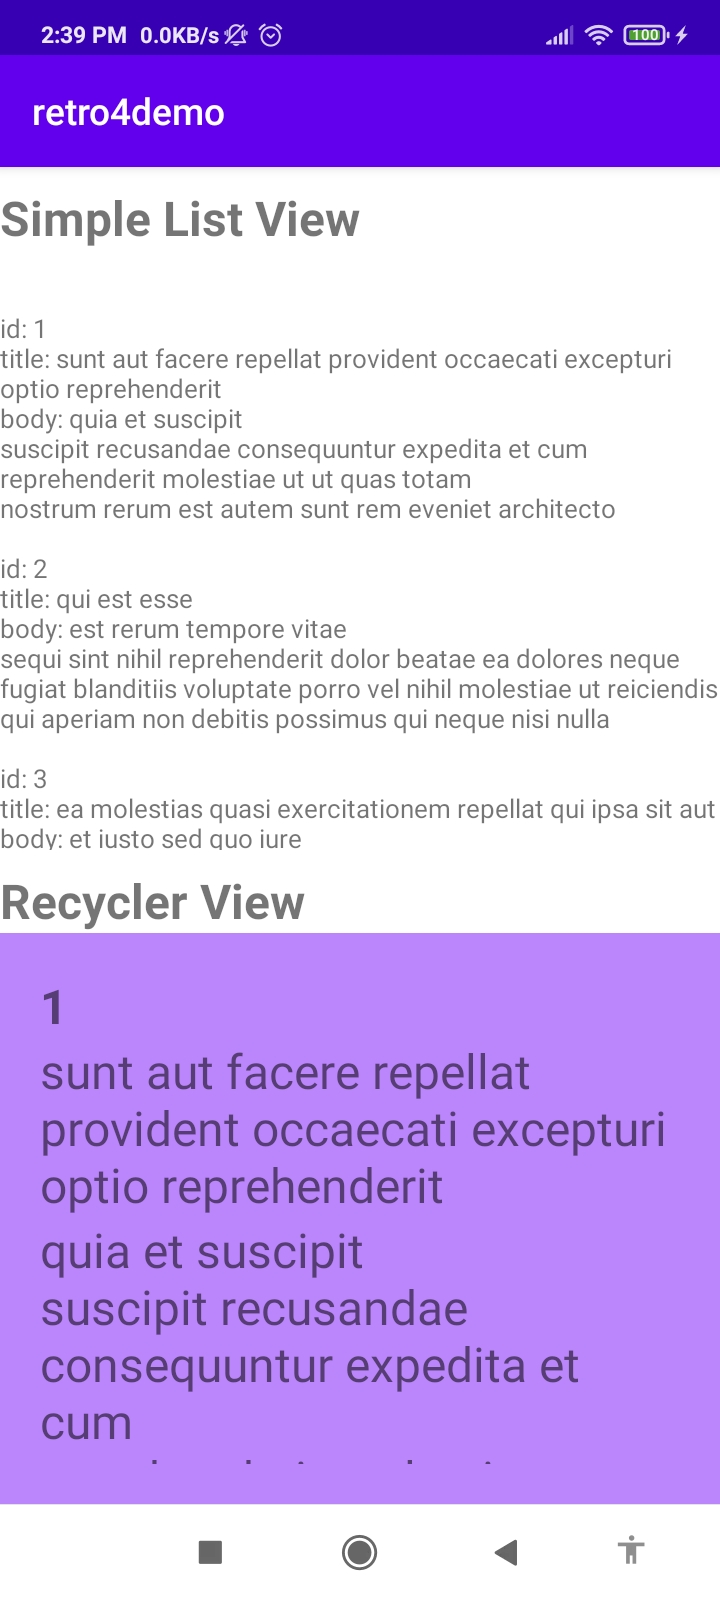 2:39 PM 0.0KB/s 100
retro4demo
Simple List View
id: 1
title: sunt aut facere repellat provident occaecati excepturi
optio reprehenderit
body: quia et suscipit
suscipit recusandae consequuntur expedita et cum
reprehenderit molestiae ut ut quas totam
nostrum rerum est autem sunt rem eveniet architecto
id: 2
title: qui est esse
body: est rerum tempore vitae
sequi sint nihil reprehenderit dolor beatae ea dolores neque
fugiat blanditiis voluptate porro vel nihil molestiae ut reiciendis
qui aperiam non debitis possimus qui neque nisi nulla
id: 3
title: ea molestias quasi exercitationem repellat qui ipsa sit aut
body: et iusto sed quo iure
Recycler View
1
sunt aut facere repellat
provident occaecati excepturi
optio reprehenderit
quia et suscipit
suscipit recusandae
consequuntur expedita et
cum